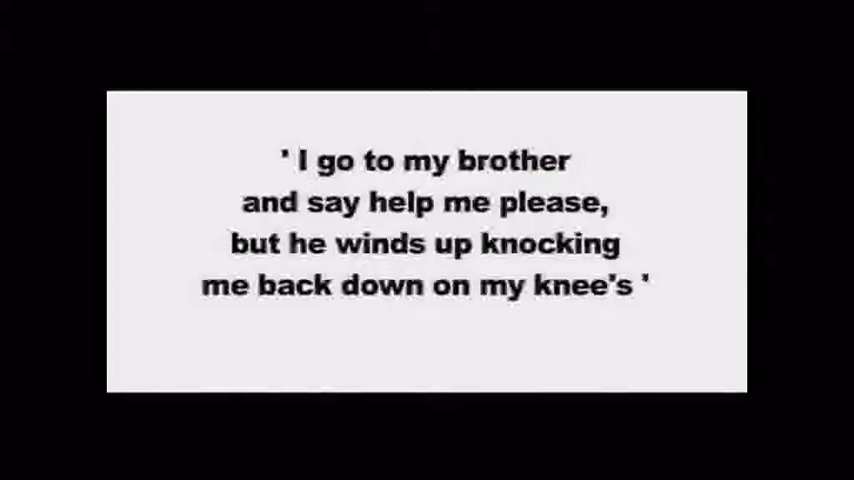 ' I go to my brother
and say help me please,
but he winds up knocking
me back down on my knee's '